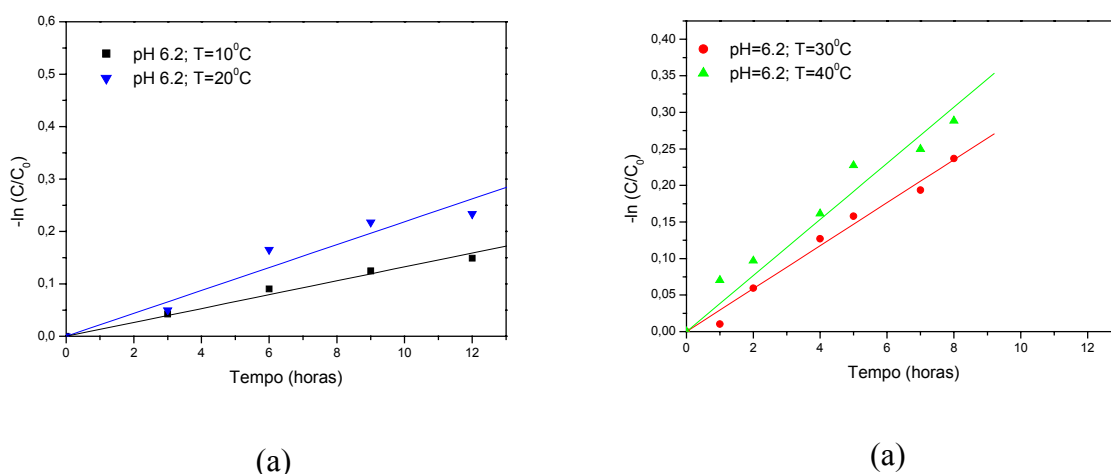 0,6
0,5
0,4
0,3
0,2
0,1
0,0
-ln (C/C₀)
pH 6.2; T=10⁰C
pH 6.2; T=20⁰C
0 2 4 6 8 10 12
Tempo (horas)
(a)
0,40
0,35
0,30
0,25
0,20
0,15
0,10
0,05
0,00
-ln (C/C₀)
pH=6.2; T=30⁰C
pH=6.2; T=40⁰C
0 2 4 6 8 10 12
Tempo (horas)
(a)